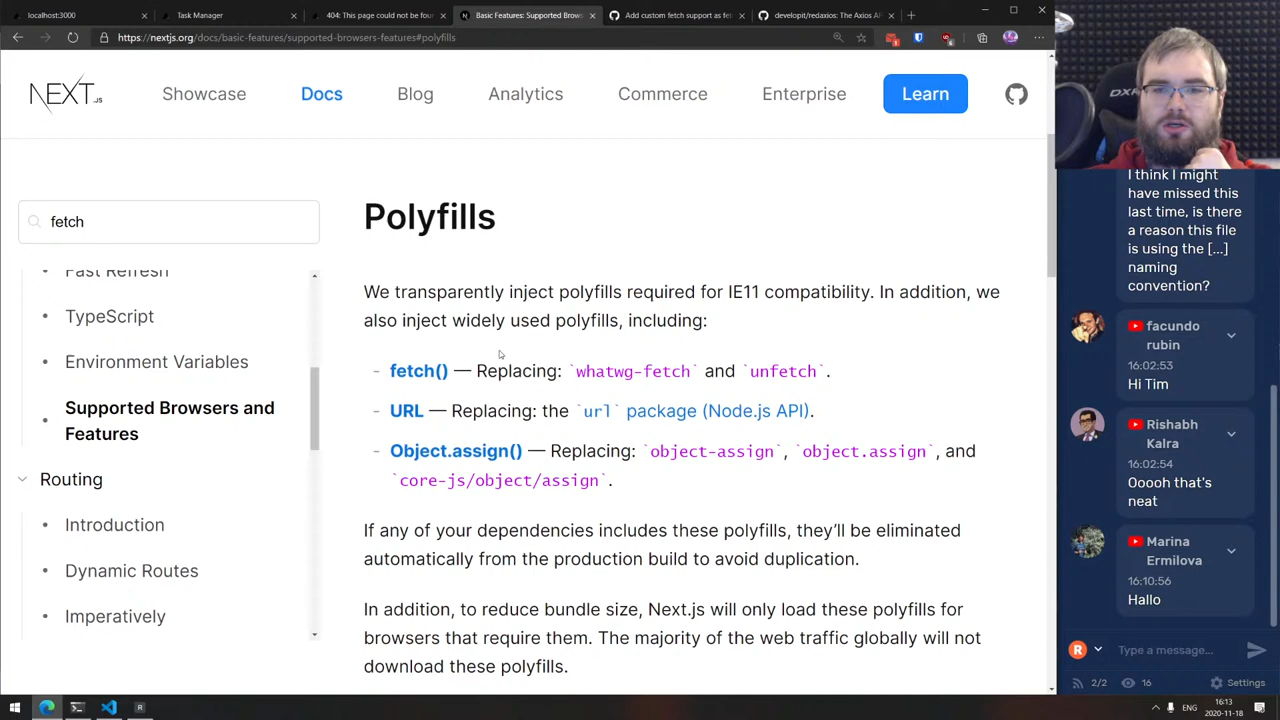 localhost:3000
Task Manager
404: This page could not be fou
Basic Features: Supported Brows
Add custom fetch support as fet
developit/redaxios: The Axios AP
https://nextjs.org/docs/basic-features/supported-browsers-features#polyfills
NEXT.JS
Showcase
Docs
Blog
Analytics
Commerce
Enterprise
Learn
fetch
Fast Refresh
TypeScript
Environment Variables
Supported Browsers and
Features
Routing
Introduction
Dynamic Routes
Imperatively
Polyfills
We transparently inject polyfills required for IE11 compatibility. In addition, we
also inject widely used polyfills, including:
- fetch() — Replacing: `whatwg-fetch` and `unfetch`.
- URL — Replacing: the `url` package (Node.js API).
- Object.assign() — Replacing: `object-assign`, `object.assign`, and
`core-js/object/assign`.
If any of your dependencies includes these polyfills, they'll be eliminated
automatically from the production build to avoid duplication.
In addition, to reduce bundle size, Next.js will only load these polyfills for
browsers that require them. The majority of the web traffic globally will not
download these polyfills.
DXR
I think I might
have missed this
last time, is there
a reason this file
is using the [...]
naming
convention?
facundo
rubin
16:02:53
Hi Tim
Rishabh
Kalra
16:02:54
Ooooh that's
neat
Marina
Ermilova
16:10:56
Hallo
R
Type a message...
2/2
16
Settings
R
ENG
16:13
2020-11-18